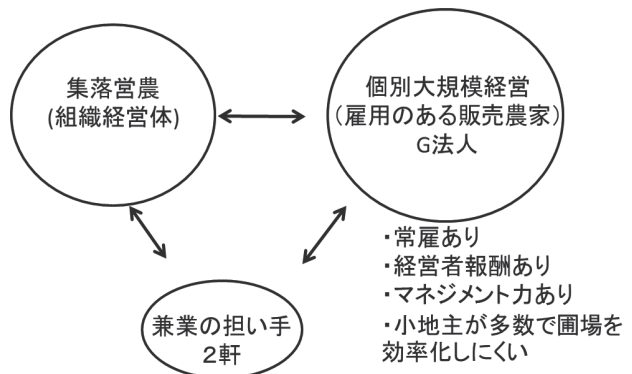 集落営農
(組織経営体)
個別大規模経営
(雇用のある販売農家)
G法人
・常雇あり
・経営者報酬あり
・マネジメント力あり
・小地主が多数で圃場を
効率化しにくい
兼業の担い手
2軒